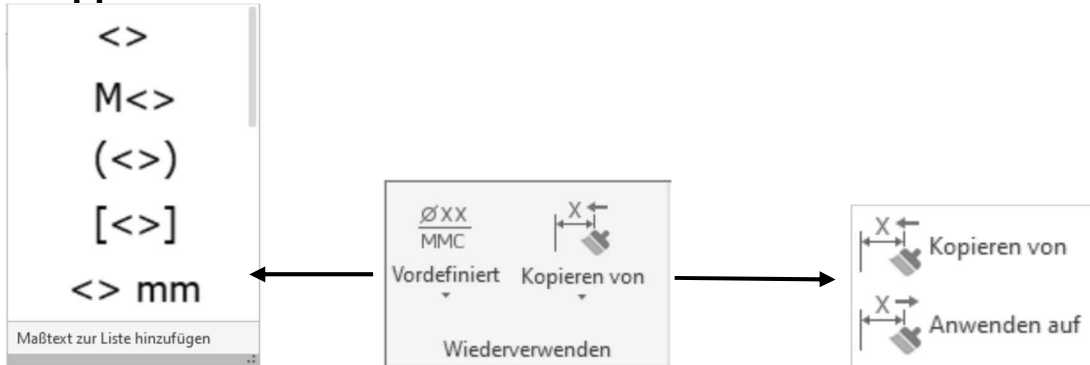 <>
M<>
(<>)
[<>]
<> mm
Maßtext zur Liste hinzufügen
ØXX
MMC
Vordefiniert
X
Kopieren von
Wiederverwenden
X
Kopieren von
X
Anwenden auf